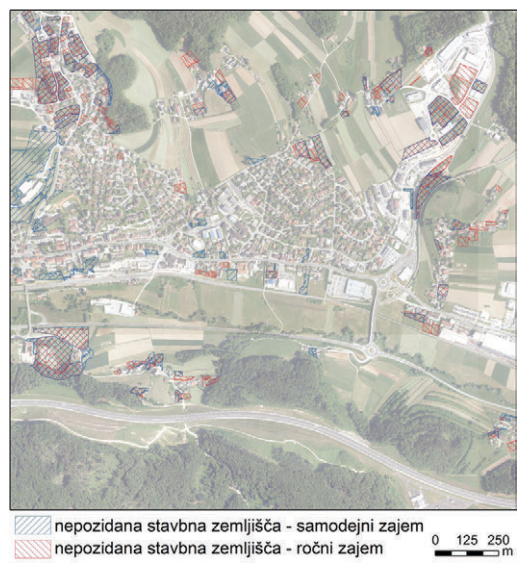 nepozidana stavbna zemljišča - samodejni zajem
nepozidana stavbna zemljišča - ročni zajem
0 125 250
m